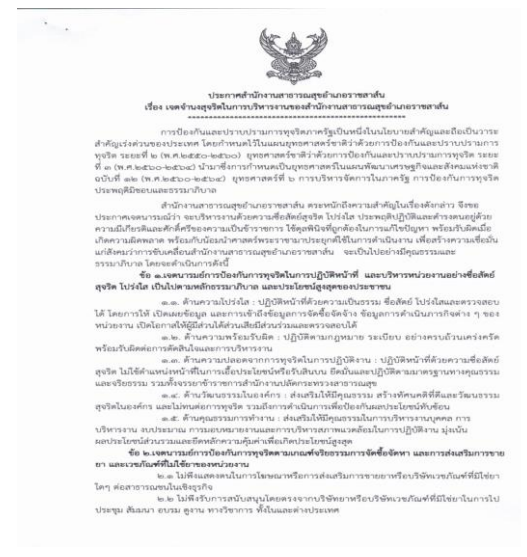 ประกาศสำนักงานสาธารณสุขอำเภอราชสาส์น
เรื่อง เจตจำนงสุจริตในการบริหารงานของสำนักงานสาธารณสุขอำเภอราชสาส์น
การป้องกันและปราบปรามการทุจริตภาครัฐเป็นหนึ่งในนโยบายสำคัญและถือเป็นวาระ
สำคัญเร่งด่วนของประเทศ โดยกำหนดไว้ในแผนยุทธศาสตร์ชาติว่าด้วยการป้องกันและปราบปรามการ
ทุจริต ระยะที่ ๒ (พ.ศ.๒๕๕๐-๒๕๖๐) ยุทธศาสตร์ชาติว่าด้วยการป้องกันและปราบปรามการทุจริต ระยะ
ที่ ๓ (พ.ศ.๒๕๖๐-๒๕๖๔) นำมาซึ่งการกำหนดเป็นยุทธศาสตร์ในแผนพัฒนาเศรษฐกิจและสังคมแห่งชาติ
ฉบับที่ ๑๒ (พ.ศ.๒๕๖๐-๒๕๖๔) ยุทธศาสตร์ที่ ๖ การบริหารจัดการในภาครัฐ การป้องกันการทุจริต
ประพฤติมิชอบและธรรมาภิบาล
สำนักงานสาธารณสุขอำเภอราชสาส์น ตระหนักถึงความสำคัญในเรื่องดังกล่าว จึงขอ
ประกาศเจตนารมณ์ว่า จะบริหารงานด้วยความซื่อสัตย์สุจริต โปร่งใส ประพฤติปฏิบัติและดำรงตนอยู่ด้วย
ความมีเกียรติและศักดิ์ศรีของความเป็นข้าราชการ ใช้ดุลพินิจที่ถูกต้องในการแก้ไขปัญหา พร้อมรับผิดเมื่อ
เกิดความผิดพลาด พร้อมกับน้อมนำศาสตร์พระราชามาประยุกต์ใช้ในการดำเนินงาน เพื่อสร้างความเชื่อมั่น
แก่สังคมว่าการขับเคลื่อนสำนักงานสาธารณสุขอำเภอราชสาส์น จะเป็นไปอย่างมีคุณธรรมและ
ธรรมาภิบาล โดยจะดำเนินการดังนี้
ข้อ ๑.เจตนารมย์การป้องกันการทุจริตในการปฏิบัติหน้าที่ และบริหารหน่วยงานอย่างซื่อสัตย์
สุจริต โปร่งใส เป็นไปตามหลักธรรมาภิบาล และประโยชน์สูงสุดของประชาชน
๑.๑. ด้านความโปร่งใส : ปฏิบัติหน้าที่ด้วยความเป็นธรรม ซื่อสัตย์ โปร่งใสและตรวจสอบ
ได้ โดยการให้ เปิดเผยข้อมูล และการเข้าถึงข้อมูลการจัดซื้อจัดจ้าง ข้อมูลการดำเนินภารกิจต่าง ๆ ของ
หน่วยงาน เปิดโอกาสให้ผู้มีส่วนได้ส่วนเสียมีส่วนร่วมและตรวจสอบได้
๑.๒. ด้านความพร้อมรับผิด : ปฏิบัติตามกฎหมาย ระเบียบ อย่างครบถ้วนเคร่งครัด
พร้อมรับผิดต่อการตัดสินใจและการบริหารงาน
๑.๓. ด้านความปลอดจากการทุจริตในการปฏิบัติงาน : ปฏิบัติหน้าที่ด้วยความซื่อสัตย์
สุจริต ไม่ใช้ตำแหน่งหน้าที่ในการเอื้อประโยชน์หรือรับสินบน ยึดมั่นและปฏิบัติตามมาตรฐานทางคุณธรรม
และจริยธรรม รวมทั้งจรรยาข้าราชการสำนักงานปลัดกระทรวงสาธารณสุข
๑.๔. ด้านวัฒนธรรมในองค์กร : ส่งเสริมให้มีคุณธรรม สร้างทัศนคติที่ดีและวัฒนธรรม
สุจริตในองค์กร และไม่ทนต่อการทุจริต รวมถึงการดำเนินการเพื่อป้องกันผลประโยชน์ทับซ้อน
๑.๕. ด้านคุณธรรมการทำงาน : ส่งเสริมให้มีคุณธรรมในการบริหารงานบุคคล การ
บริหารงาน งบประมาณ การมอบหมายงานและการบริหารสภาพแวดล้อมในการปฏิบัติงาน มุ่งเน้น
ผลประโยชน์ส่วนรวมและยึดหลักความคุ้มค่าเพื่อเกิดประโยชน์สูงสุด
ข้อ ๒.เจตนารมย์การป้องกันการทุจริตตามเกณฑ์จริยธรรมการจัดซื้อจัดหา และการส่งเสริมการขาย
ยา และเวชภัณฑ์ที่ไม่ใช่ยาของหน่วยงาน
๒.๑ ไม่พึงแสดงตนในการโฆษณาหรือการส่งเสริมการขายยาหรือบริษัทเวชภัณฑ์ที่มิใช่ยา
ใดๆ ต่อสาธารณชนในเชิงธุรกิจ
๒.๒ ไม่พึงรับการสนับสนุนโดยตรงจากบริษัทยาหรือบริษัทเวชภัณฑ์ที่มิใช่ยาในการไป
ประชุม สัมมนา อบรม ดูงาน ทางวิชาการ ทั้งในและต่างประเทศ